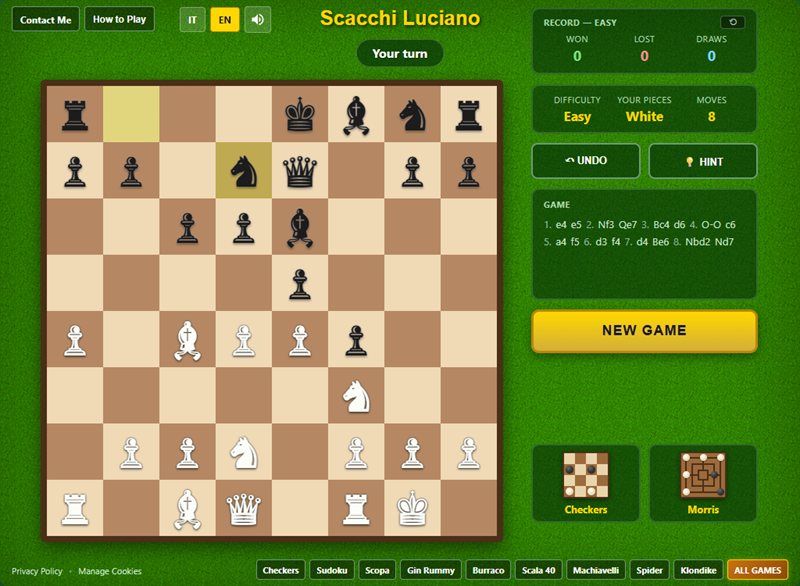 Contact Me How to Play IT EN Scacchi Luciano
Your turn
RECORD — EASY
WON LOST DRAWS
0 0 0
DIFFICULTY YOUR PIECES MOVES
Easy White 8
↶ UNDO HINT
GAME
1. e4 e5 2. Nf3 Qe7 3. Bc4 d6 4. O-O c6
5. a4 f5 6. d3 f4 7. d4 Be6 8. Nbd2 Nd7
NEW GAME
Checkers Morris
Privacy Policy • Manage Cookies
Checkers Sudoku Scopa Gin Rummy Burraco Scala 40 Machiavelli Spider Klondike ALL GAMES